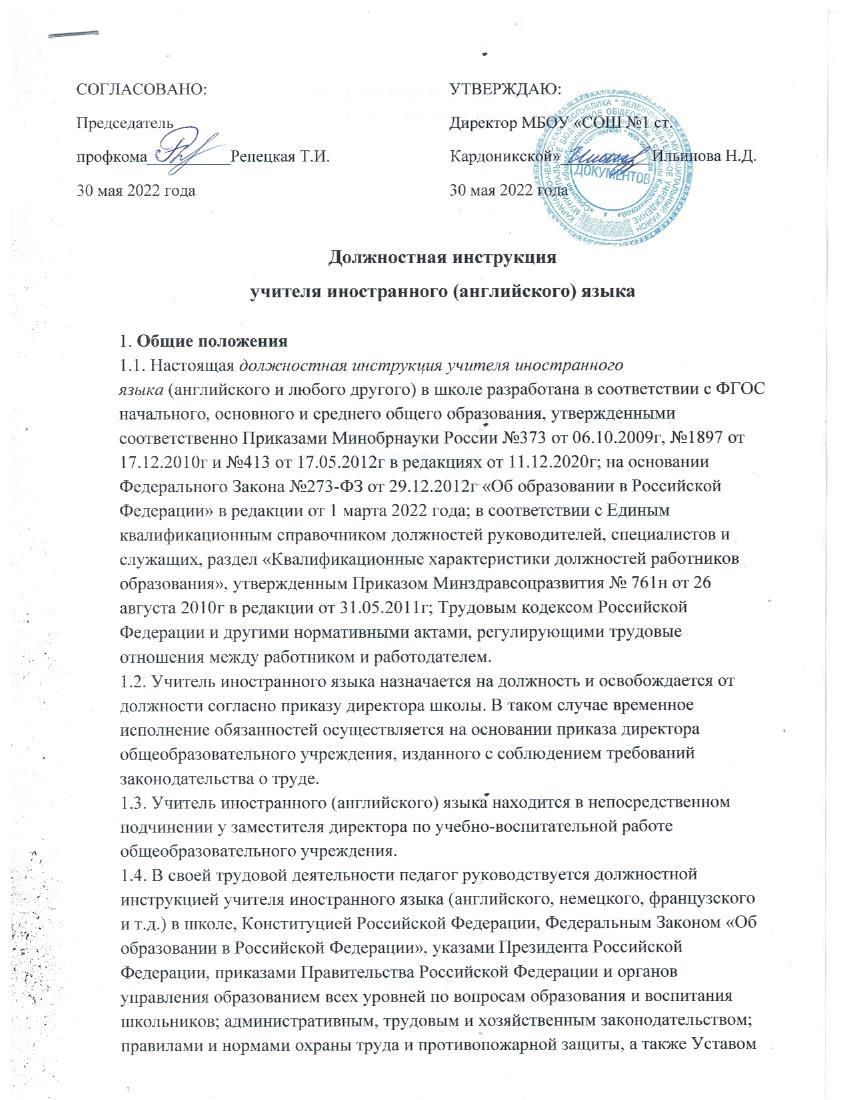 СОГЛАСОВАНО:
УТВЕРЖДАЮ:
Председатель
Директор МБОУ «СОШ №1 ст.
профкома__________Репецкая Т.И.
Кардоникской»__________Ильинова Н.Д.
30 мая 2022 года
30 мая 2022 года
ДОКУМЕНТОВ
Должностная инструкция
учителя иностранного (английского) языка
1. Общие положения
1.1. Настоящая должностная инструкция учителя иностранного
языка (английского и любого другого) в школе разработана в соответствии с ФГОС
начального, основного и среднего общего образования, утвержденными
соответственно Приказами Минобрнауки России №373 от 06.10.2009г, №1897 от
17.12.2010г и №413 от 17.05.2012г в редакциях от 11.12.2020г; на основании
Федерального Закона №273-ФЗ от 29.12.2012г «Об образовании в Российской
Федерации» в редакции от 1 марта 2022 года; в соответствии с Единым
квалификационным справочником должностей руководителей, специалистов и
служащих, раздел «Квалификационные характеристики должностей работников
образования», утвержденным Приказом Минздравсоцразвития № 761н от 26
августа 2010г в редакции от 31.05.2011г; Трудовым кодексом Российской
Федерации и другими нормативными актами, регулирующими трудовые
отношения между работником и работодателем.
1.2. Учитель иностранного языка назначается на должность и освобождается от
должности согласно приказу директора школы. В таком случае временное
исполнение обязанностей осуществляется на основании приказа директора
общеобразовательного учреждения, изданного с соблюдением требований
законодательства о труде.
1.3. Учитель иностранного (английского) языка находится в непосредственном
подчинении у заместителя директора по учебно-воспитательной работе
общеобразовательного учреждения.
1.4. В своей трудовой деятельности педагог руководствуется должностной
инструкцией учителя иностранного языка (английского, немецкого, французского
и т.д.) в школе, Конституцией Российской Федерации, Федеральным Законом «Об
образовании в Российской Федерации», указами Президента Российской
Федерации, приказами Правительства Российской Федерации и органов
управления образованием всех уровней по вопросам образования и воспитания
школьников; административным, трудовым и хозяйственным законодательством;
правилами и нормами охраны труда и противопожарной защиты, а также Уставом